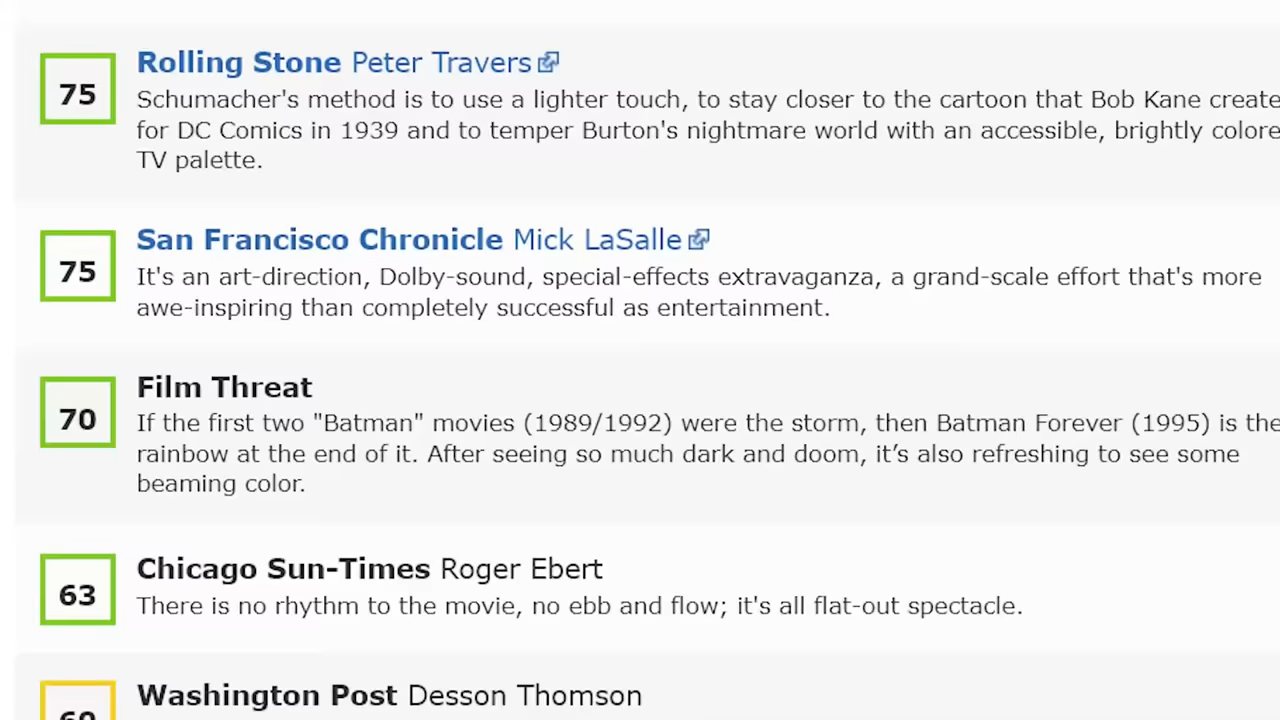 Rolling Stone Peter Travers
75
Schumacher's method is to use a lighter touch, to stay closer to the cartoon that Bob Kane create
for DC Comics in 1939 and to temper Burton's nightmare world with an accessible, brightly colore
TV palette.
San Francisco Chronicle Mick LaSalle
75
It's an art-direction, Dolby-sound, special-effects extravaganza, a grand-scale effort that's more
awe-inspiring than completely successful as entertainment.
Film Threat
70
If the first two "Batman" movies (1989/1992) were the storm, then Batman Forever (1995) is the
rainbow at the end of it. After seeing so much dark and doom, it’s also refreshing to see some
beaming color.
Chicago Sun-Times Roger Ebert
63
There is no rhythm to the movie, no ebb and flow; it's all flat-out spectacle.
Washington Post Desson Thomson